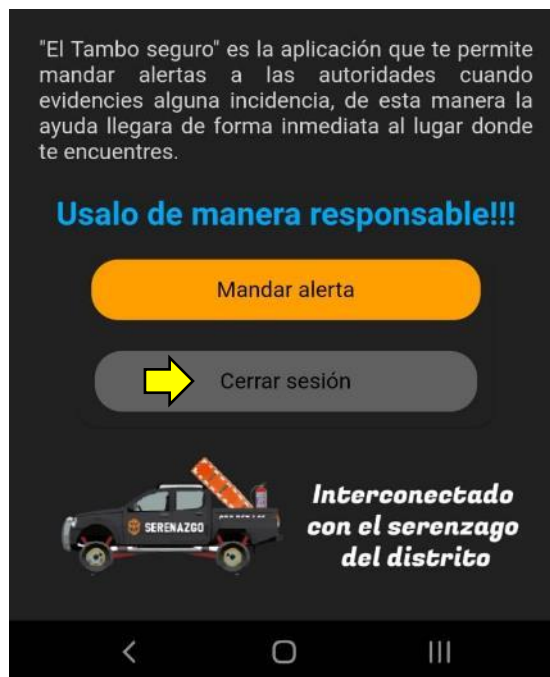 "El Tambo seguro" es la aplicación que te permite
mandar alertas a las autoridades cuando
evidencies alguna incidencia, de esta manera la
ayuda llegara de forma inmediata al lugar donde
te encuentres.
Usalo de manera responsable!!!
Mandar alerta
Cerrar sesión
SERENAZGO
Interconectado
con el serenzago
del distrito